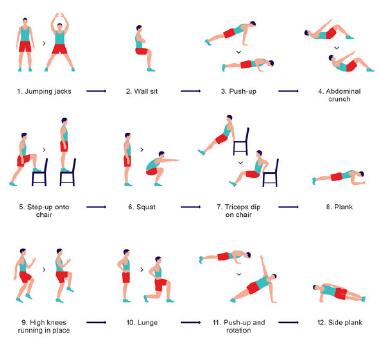 1. Jumping jacks
2. Wall sit
3. Push-up
4. Abdominal
crunch
5. Step-up onto
chair
6. Squat
7. Triceps dip
on chair
8. Plank
9. High knees
running in place
10. Lunge
11. Push-up and
rotation
12. Side plank